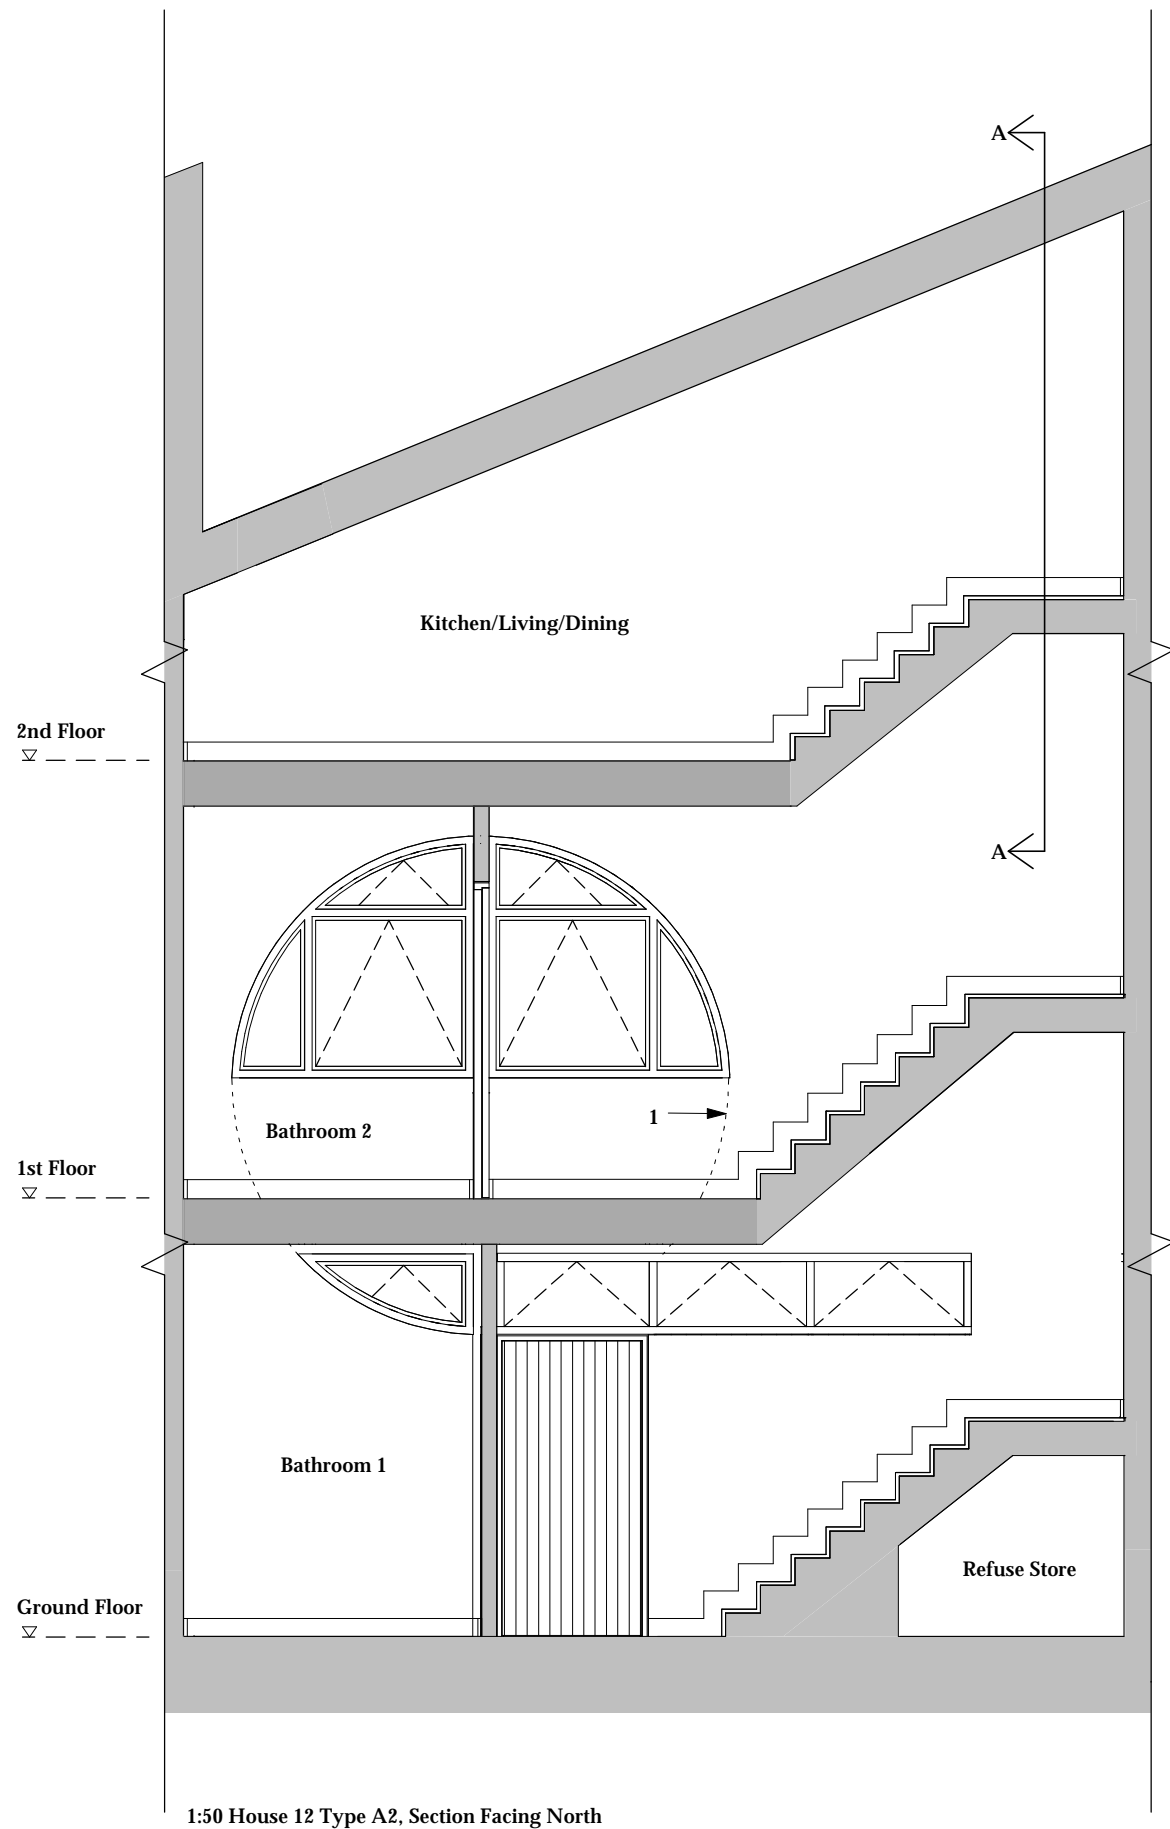 A
Kitchen/Living/Dining
2nd Floor
A
1
Bathroom 2
1st Floor
Bathroom 1
Refuse Store
Ground Floor
1:50 House 12 Type A2, Section Facing North